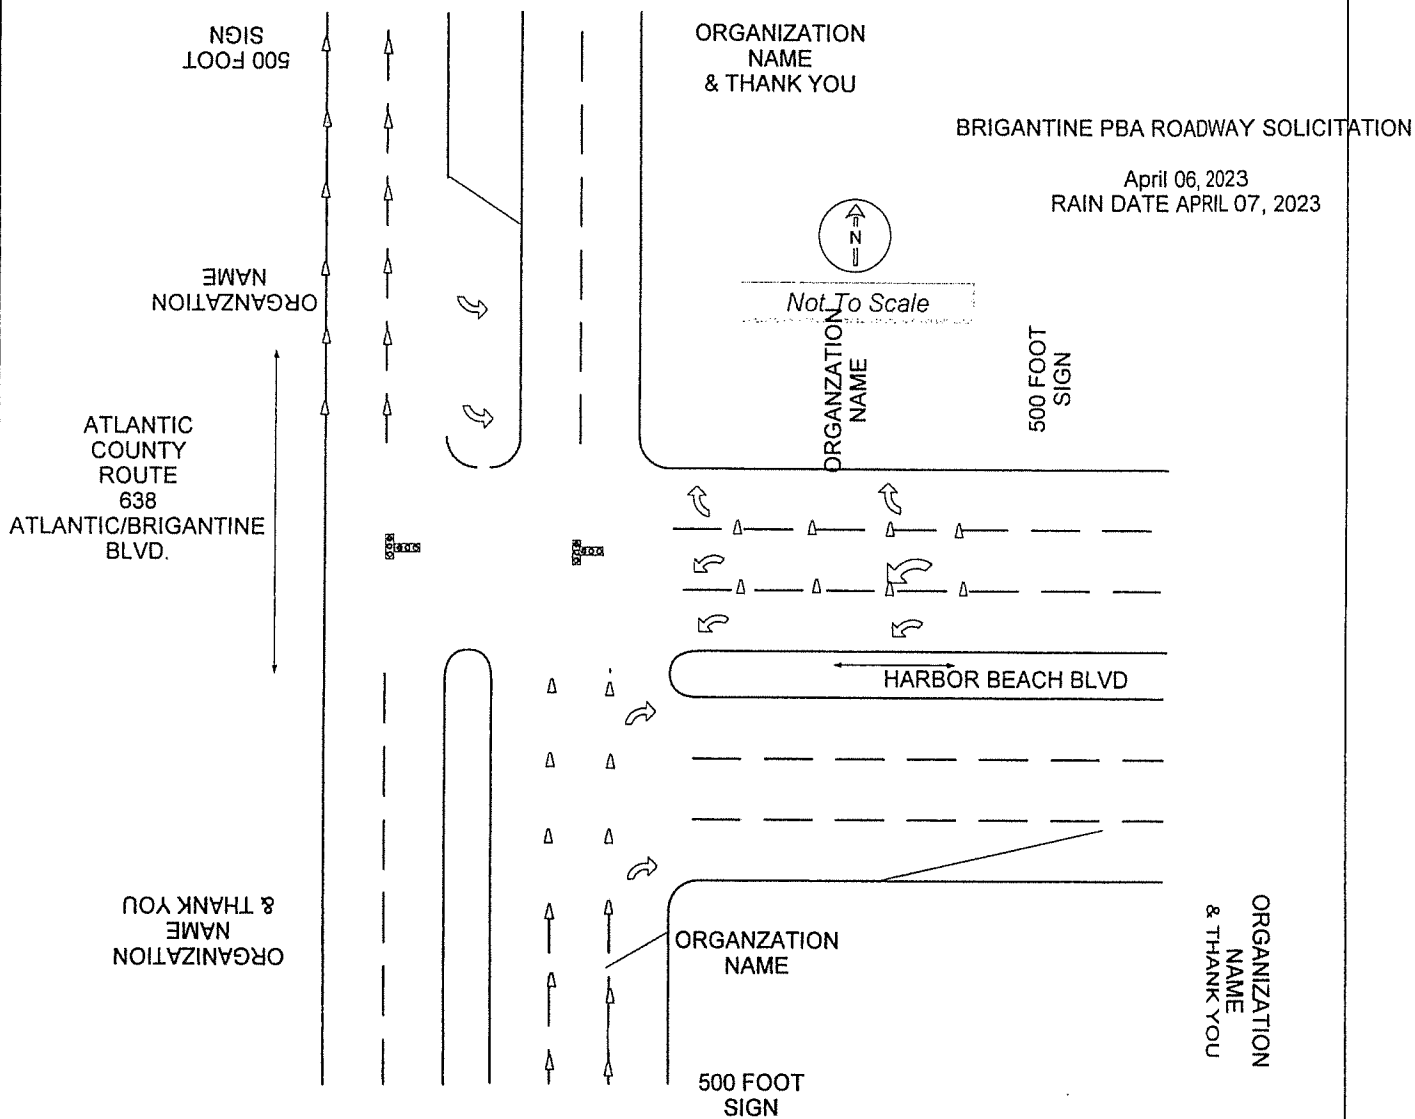 500 FOOT
SIGN
ORGANIZATION
NAME
& THANK YOU
BRIGANTINE PBA ROADWAY SOLICITATION
April 06, 2023
RAIN DATE APRIL 07, 2023
N
Not To Scale
ORGANZATION
NAME
ORGANZATION
NAME
500 FOOT
SIGN
ATLANTIC
COUNTY
ROUTE
638
ATLANTIC/BRIGANTINE
BLVD.
HARBOR BEACH BLVD
ORGANIZATION
NAME
& THANK YOU
ORGANZATION
NAME
ORGANIZATION
NAME
& THANK YOU
500 FOOT
SIGN